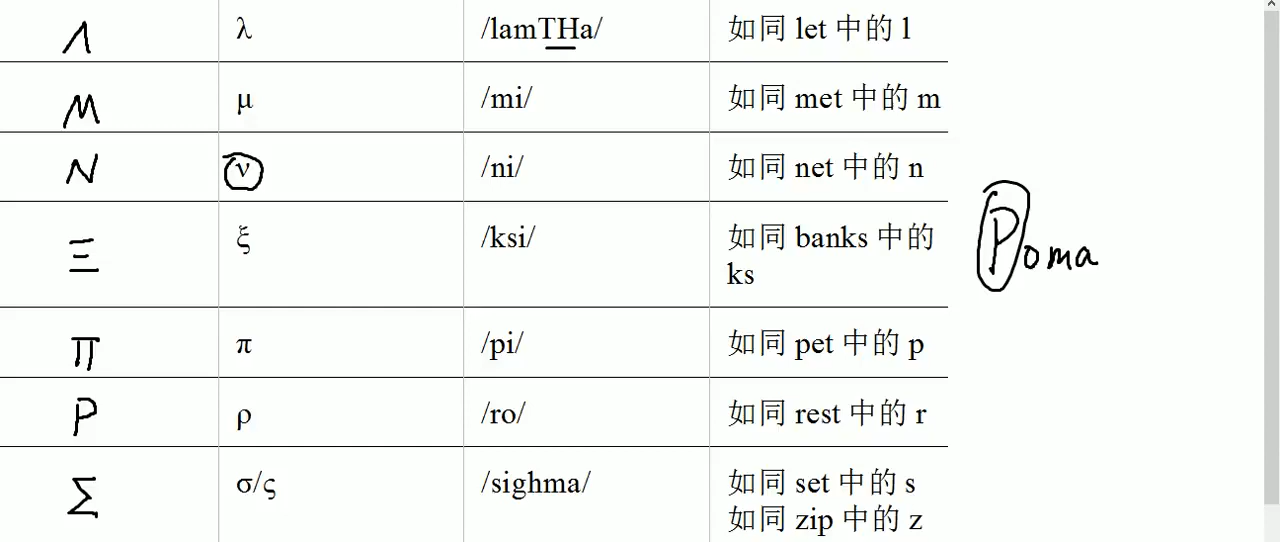 Λ λ /lamTHa/ 如同 let 中的 l
Μ μ /mi/ 如同 met 中的 m
Ν ν /ni/ 如同 net 中的 n
Ξ ξ /ksi/ 如同 banks 中的
ks
Poma
Π π /pi/ 如同 pet 中的 p
Ρ ρ /ro/ 如同 rest 中的 r
Σ σ/ς /sighma/ 如同 set 中的 s
如同 zip 中的 z